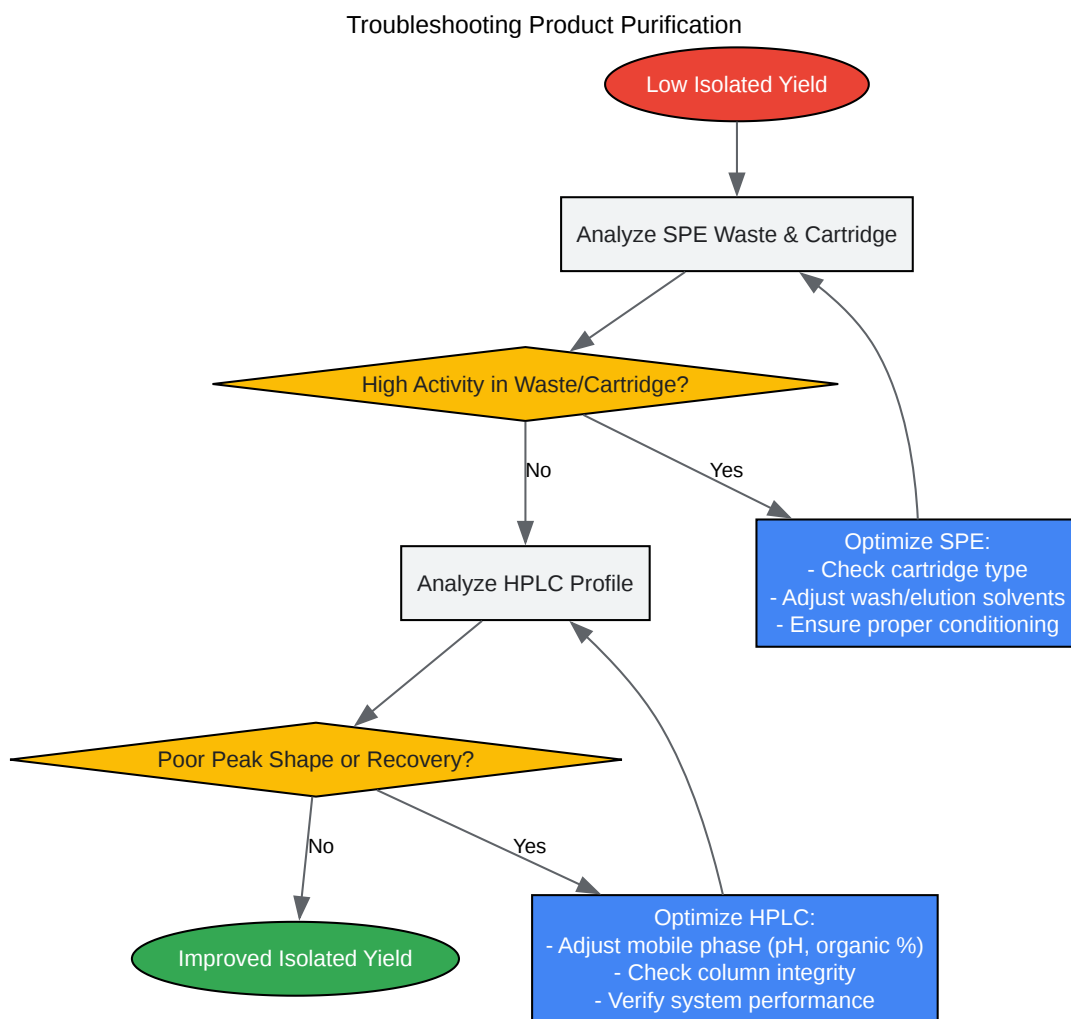 Troubleshooting Product Purification
Low Isolated Yield
Analyze SPE Waste & Cartridge
High Activity in Waste/Cartridge?
No
Yes
Optimize SPE:
- Check cartridge type
- Adjust wash/elution solvents
- Ensure proper conditioning
Analyze HPLC Profile
Poor Peak Shape or Recovery?
No
Yes
Optimize HPLC:
- Adjust mobile phase (pH, organic %)
- Check column integrity
- Verify system performance
Improved Isolated Yield